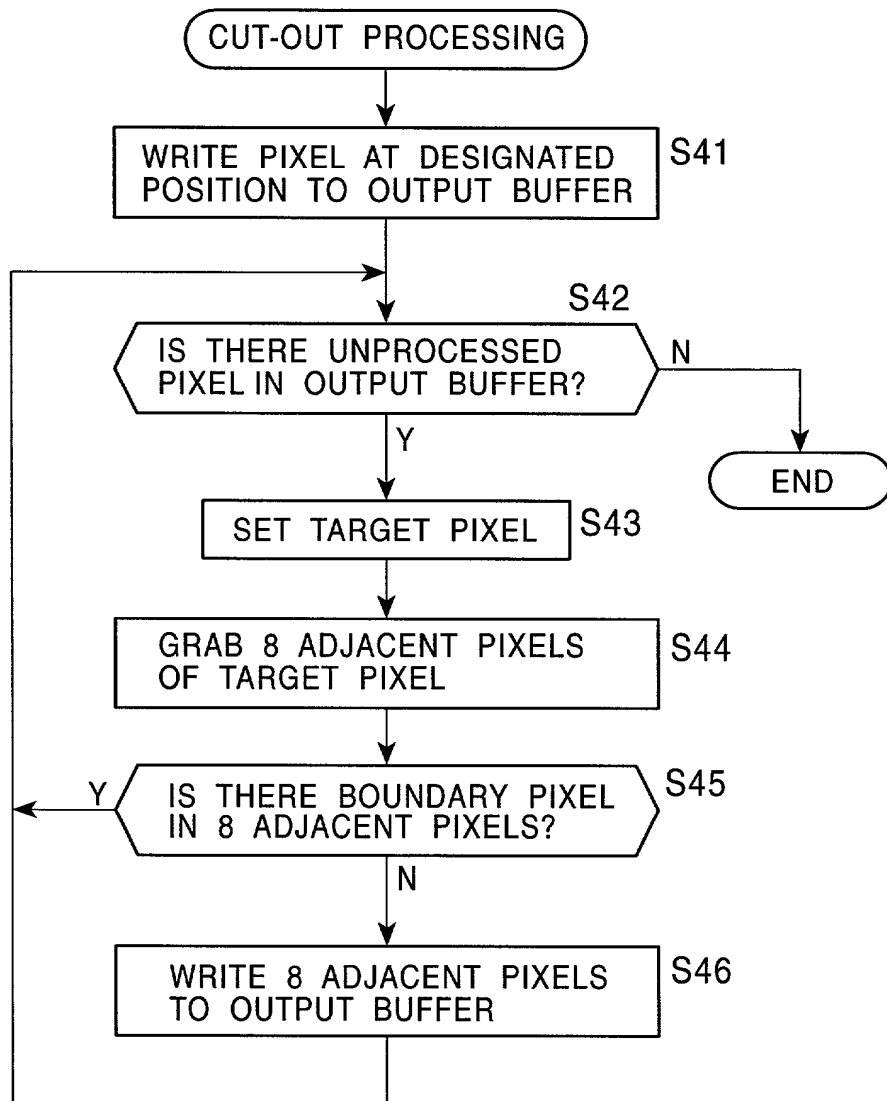 CUT-OUT PROCESSING
WRITE PIXEL AT DESIGNATED
POSITION TO OUTPUT BUFFER
S41
S42
IS THERE UNPROCESSED
PIXEL IN OUTPUT BUFFER?
N
Y
END
SET TARGET PIXEL
S43
GRAB 8 ADJACENT PIXELS
OF TARGET PIXEL
S44
S45
Y
IS THERE BOUNDARY PIXEL
IN 8 ADJACENT PIXELS?
N
WRITE 8 ADJACENT PIXELS
TO OUTPUT BUFFER
S46